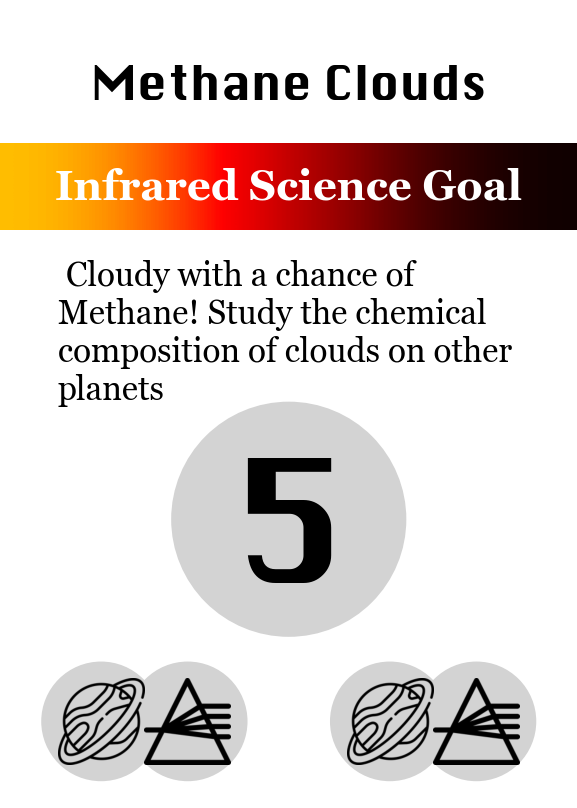 Methane Clouds
Infrared Science Goal
Cloudy with a chance of
Methane! Study the chemical
composition of clouds on other
planets
5